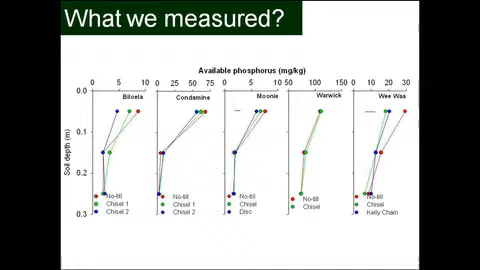 What we measured?
Available phosphorus (mg/kg)
0 5 10 0 25 50 75 0 5 10 50 100 150 0 10 20 30
Biloela Condamine Moonie Warwick Wee Waa
0.0
0.1
0.2
0.3
Soil depth (m)
No-till No-till No-till No-till No-till
Chisel 1 Chisel 1 Chisel Chisel Chisel
Chisel 2 Chisel 2 Disc Kelly Chain